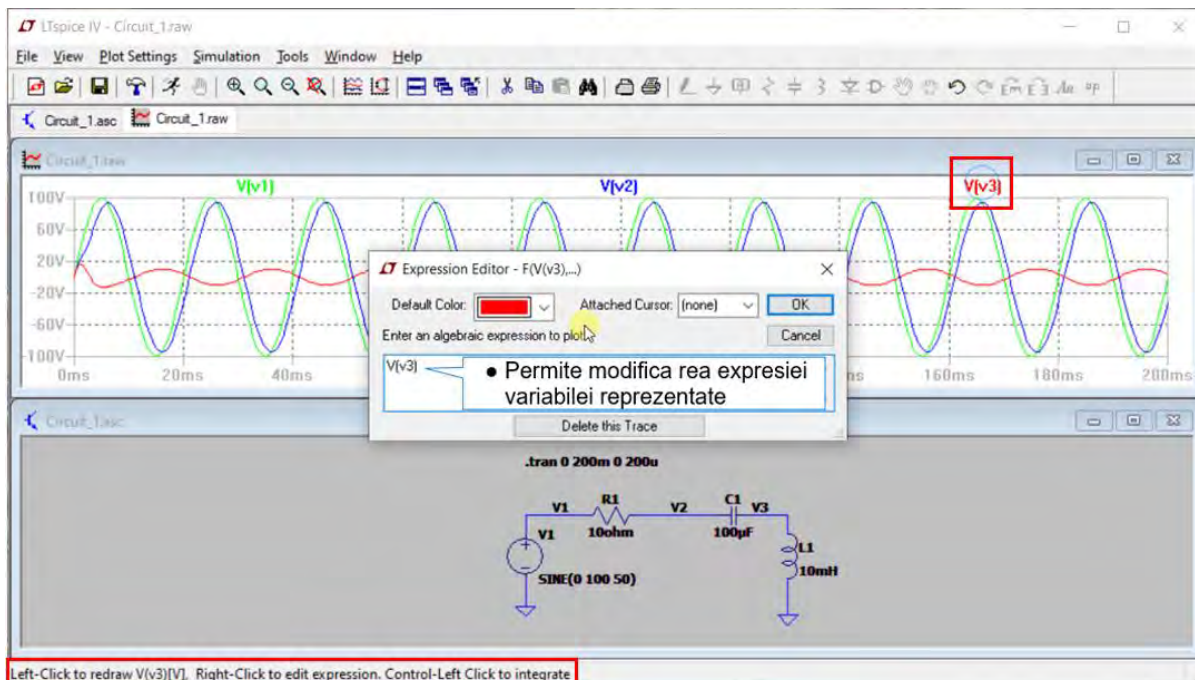 LTspice IV - Circuit_1.raw
File View Plot Settings Simulation Tools Window Help
Circuit_1.asc Circuit_1.raw
Circuit_1.raw
V(v1) V(v2) V(v3)
100V
60V
20V
-20V
-60V
-100V
0ms 20ms 40ms 160ms 180ms 200ms
Expression Editor - F(V(v3),...)
Default Color: Attached Cursor: (none) OK
Enter an algebraic expression to plot: Cancel
V(v3)
● Permite modifica rea expresiei
variabilei reprezentate
Delete this Trace
Circuit_1.asc
.tran 0 200m 0 200u
V1 R1 V2 C1 V3
V1 10ohm 100µF L1
10mH
SINE(0 100 50)
Left-Click to redraw V(v3)[V]. Right-Click to edit expression. Control-Left Click to integrate